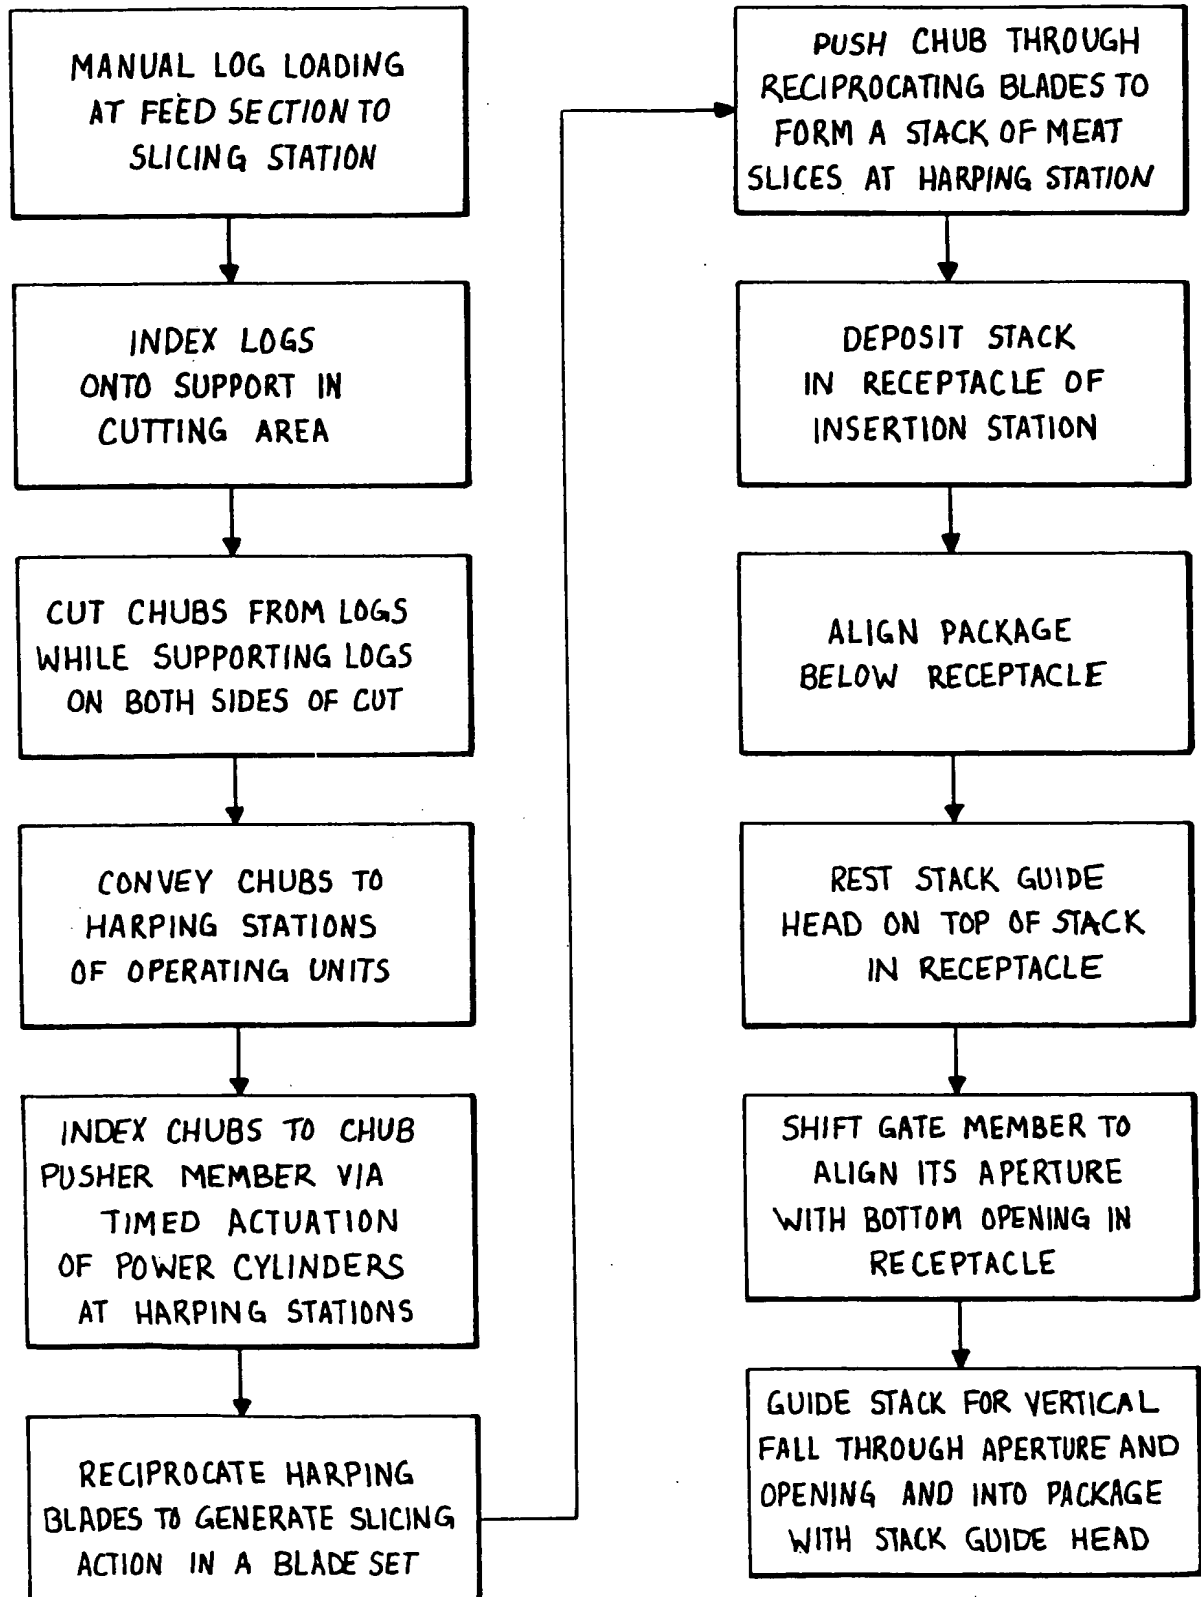 MANUAL LOG LOADING
AT FEED SECTION TO
SLICING STATION
INDEX LOGS
ONTO SUPPORT IN
CUTTING AREA
CUT CHUBS FROM LOGS
WHILE SUPPORTING LOGS
ON BOTH SIDES OF CUT
CONVEY CHUBS TO
HARPING STATIONS
OF OPERATING UNITS
INDEX CHUBS TO CHUB
PUSHER MEMBER VIA
TIMED ACTUATION
OF POWER CYLINDERS
AT HARPING STATIONS
RECIPROCATE HARPING
BLADES TO GENERATE SLICING
ACTION IN A BLADE SET
PUSH CHUB THROUGH
RECIPROCATING BLADES TO
FORM A STACK OF MEAT
SLICES AT HARPING STATION
DEPOSIT STACK
IN RECEPTACLE OF
INSERTION STATION
ALIGN PACKAGE
BELOW RECEPTACLE
REST STACK GUIDE
HEAD ON TOP OF STACK
IN RECEPTACLE
SHIFT GATE MEMBER TO
ALIGN ITS APERTURE
WITH BOTTOM OPENING IN
RECEPTACLE
GUIDE STACK FOR VERTICAL
FALL THROUGH APERTURE AND
OPENING AND INTO PACKAGE
WITH STACK GUIDE HEAD